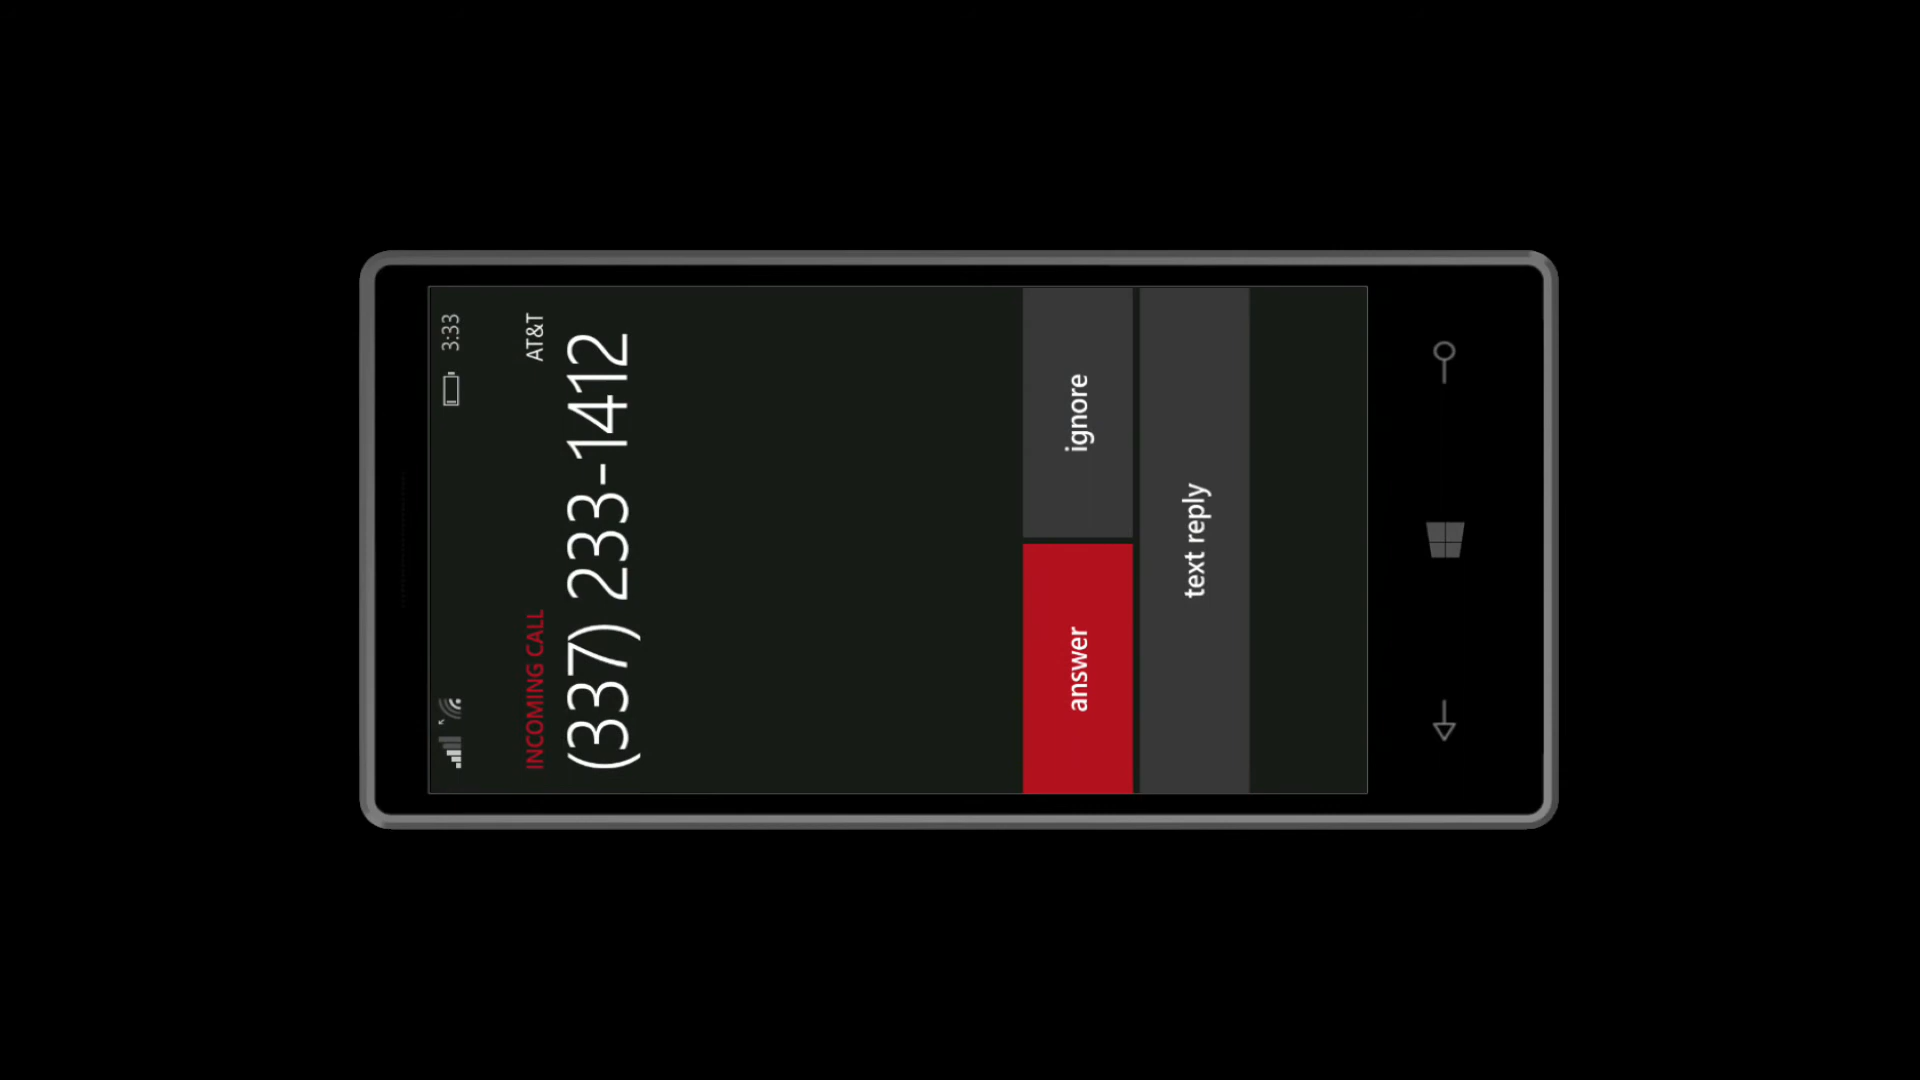 3:33
INCOMING CALL AT&T
(337) 233-1412
answer ignore
text reply